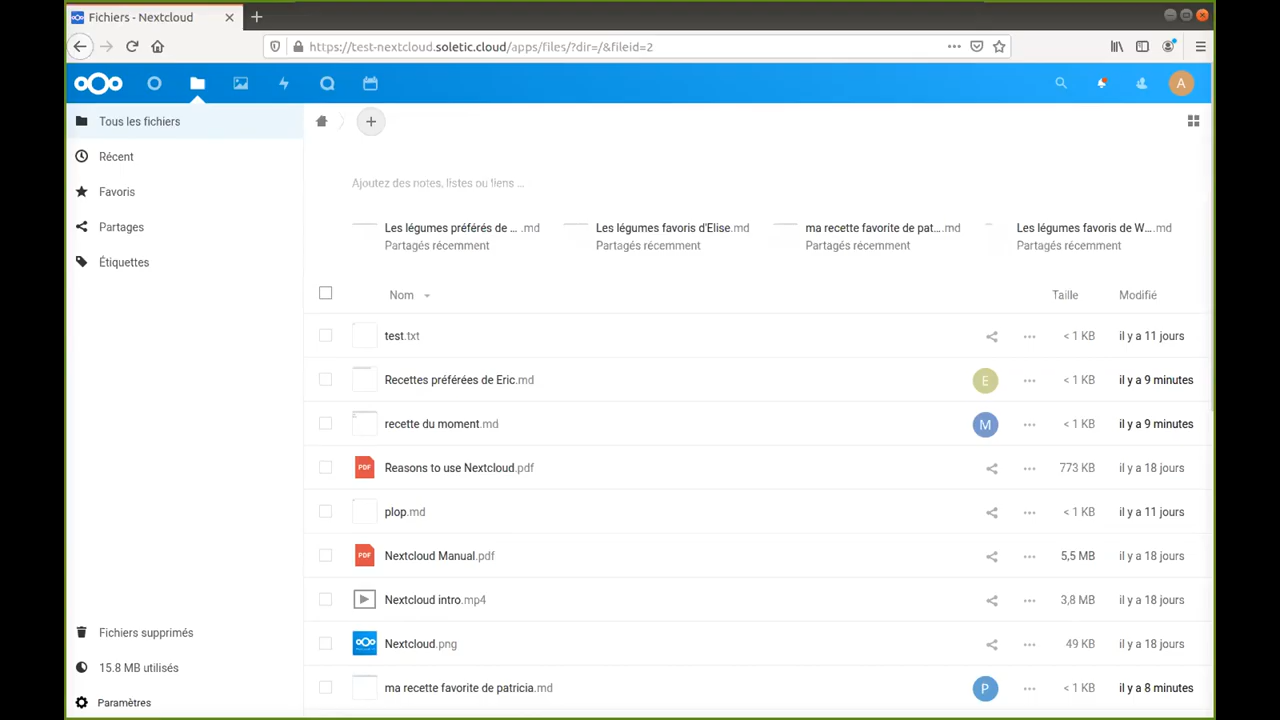 Fichiers - Nextcloud
https://test-nextcloud.soletic.cloud/apps/files/?dir=/&fileid=2
A
Tous les fichiers
Récent
Favoris
Partages
Étiquettes
Fichiers supprimés
15.8 MB utilisés
Paramètres
Ajoutez des notes, listes ou liens ...
Les légumes préférés de ... .md
Partagés récemment
Les légumes favoris d'Elise.md
Partagés récemment
ma recette favorite de pat... .md
Partagés récemment
Les légumes favoris de W... .md
Partagés récemment
Nom Taille Modifié
test.txt < 1 KB il y a 11 jours
Recettes préférées de Eric.md E < 1 KB il y a 9 minutes
recette du moment.md M < 1 KB il y a 9 minutes
PDF Reasons to use Nextcloud.pdf 773 KB il y a 18 jours
plop.md < 1 KB il y a 11 jours
PDF Nextcloud Manual.pdf 5,5 MB il y a 18 jours
Nextcloud intro.mp4 3,8 MB il y a 18 jours
Nextcloud.png 49 KB il y a 18 jours
ma recette favorite de patricia.md P < 1 KB il y a 8 minutes